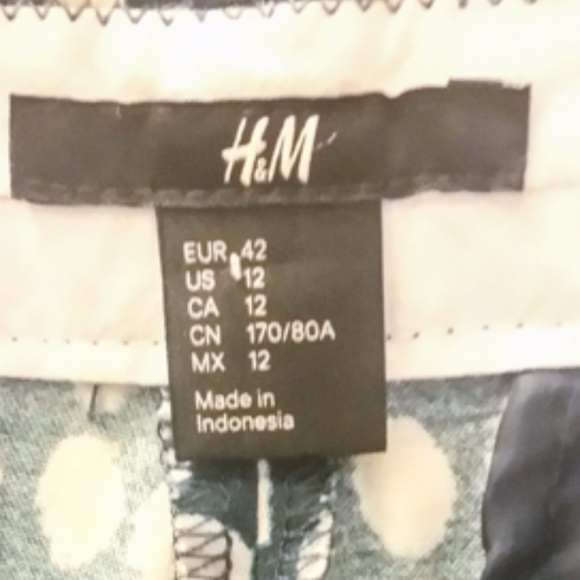 H&M
EUR 42
US 12
CA 12
CN 170/80A
MX 12
Made in
Indonesia